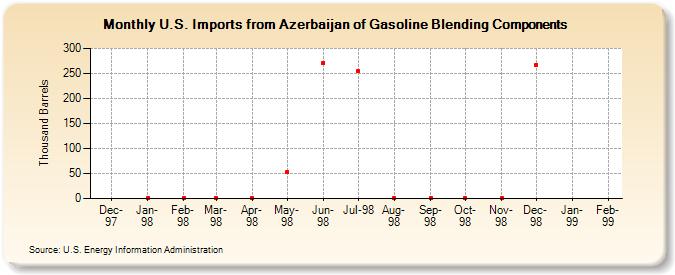 Monthly U.S. Imports from Azerbaijan of Gasoline Blending Components
Thousand Barrels
300
250
200
150
100
50
0
Dec-97
Jan-98
Feb-98
Mar-98
Apr-98
May-98
Jun-98
Jul-98
Aug-98
Sep-98
Oct-98
Nov-98
Dec-98
Jan-99
Feb-99
Source: U.S. Energy Information Administration